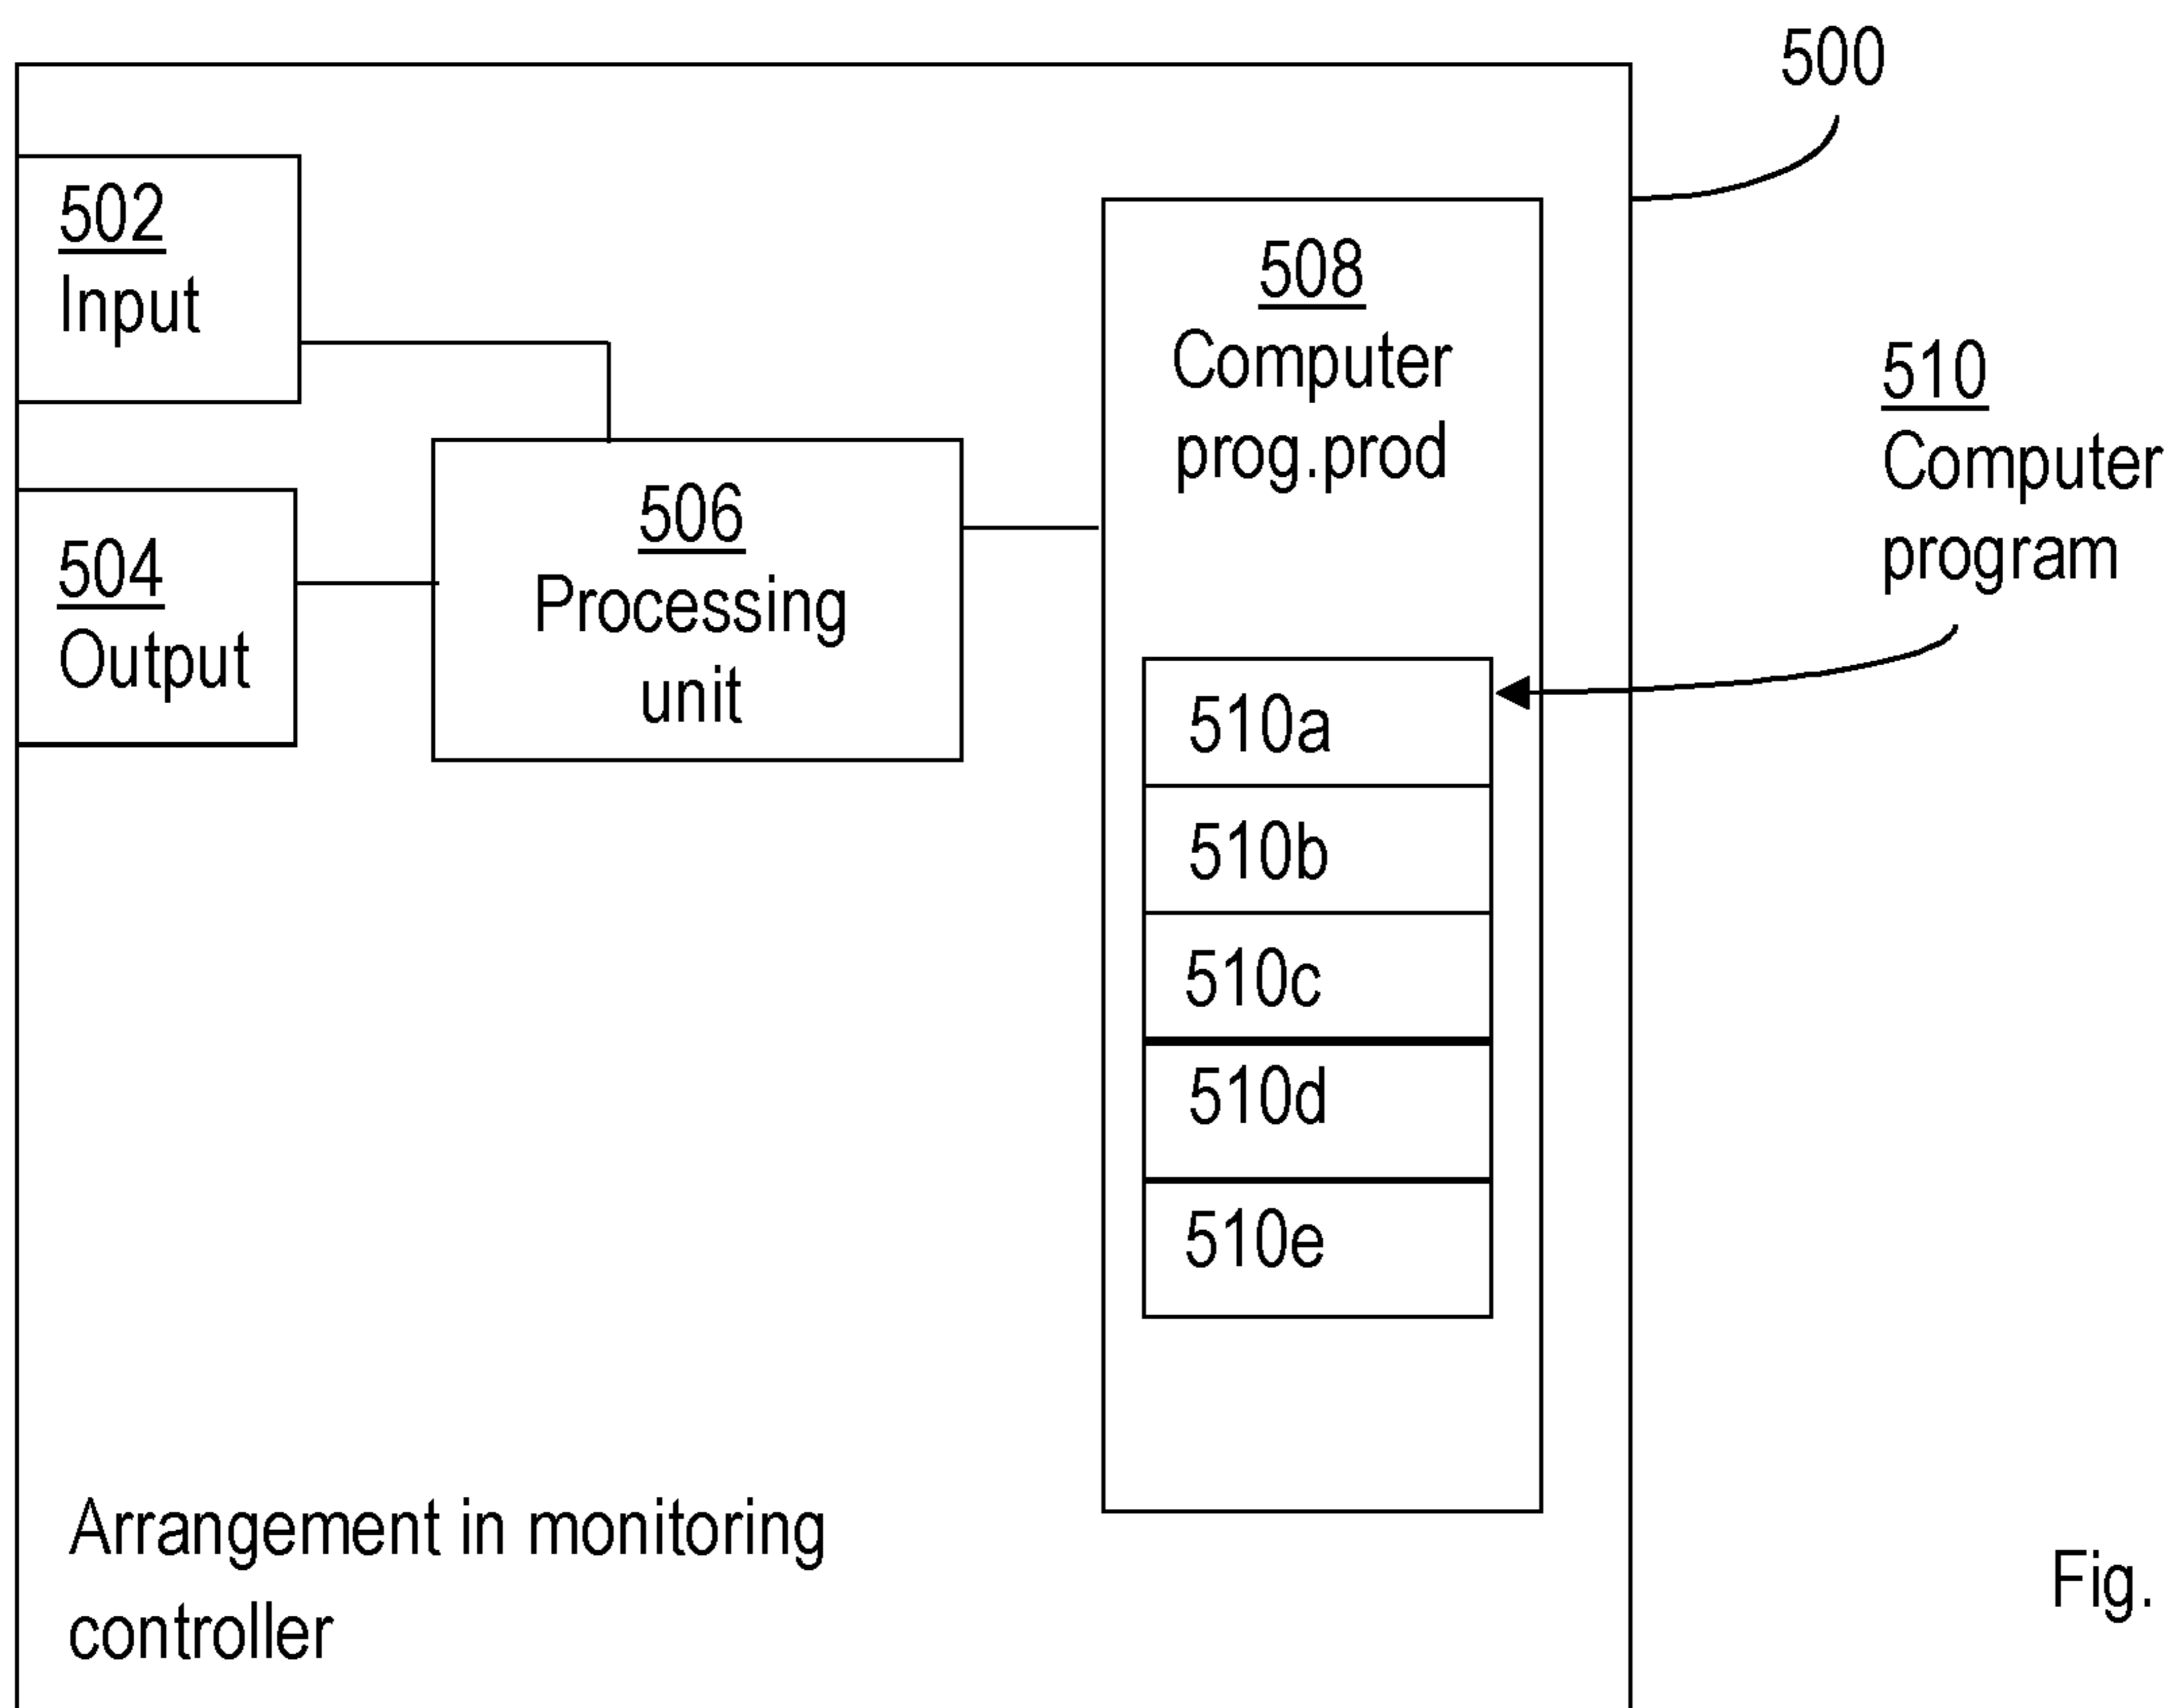 500
502
Input
504
Output
506
Processing
unit
508
Computer
prog.prod
510
Computer
program
510a
510b
510c
510d
510e
Arrangement in monitoring
controller
Fig.